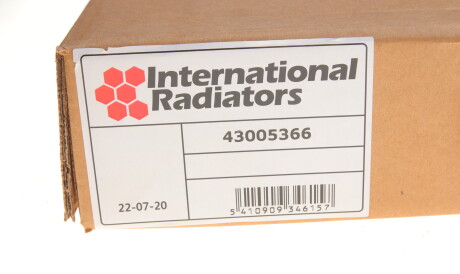 International
Radiators
43005366
22-07-20
5 410909 346157